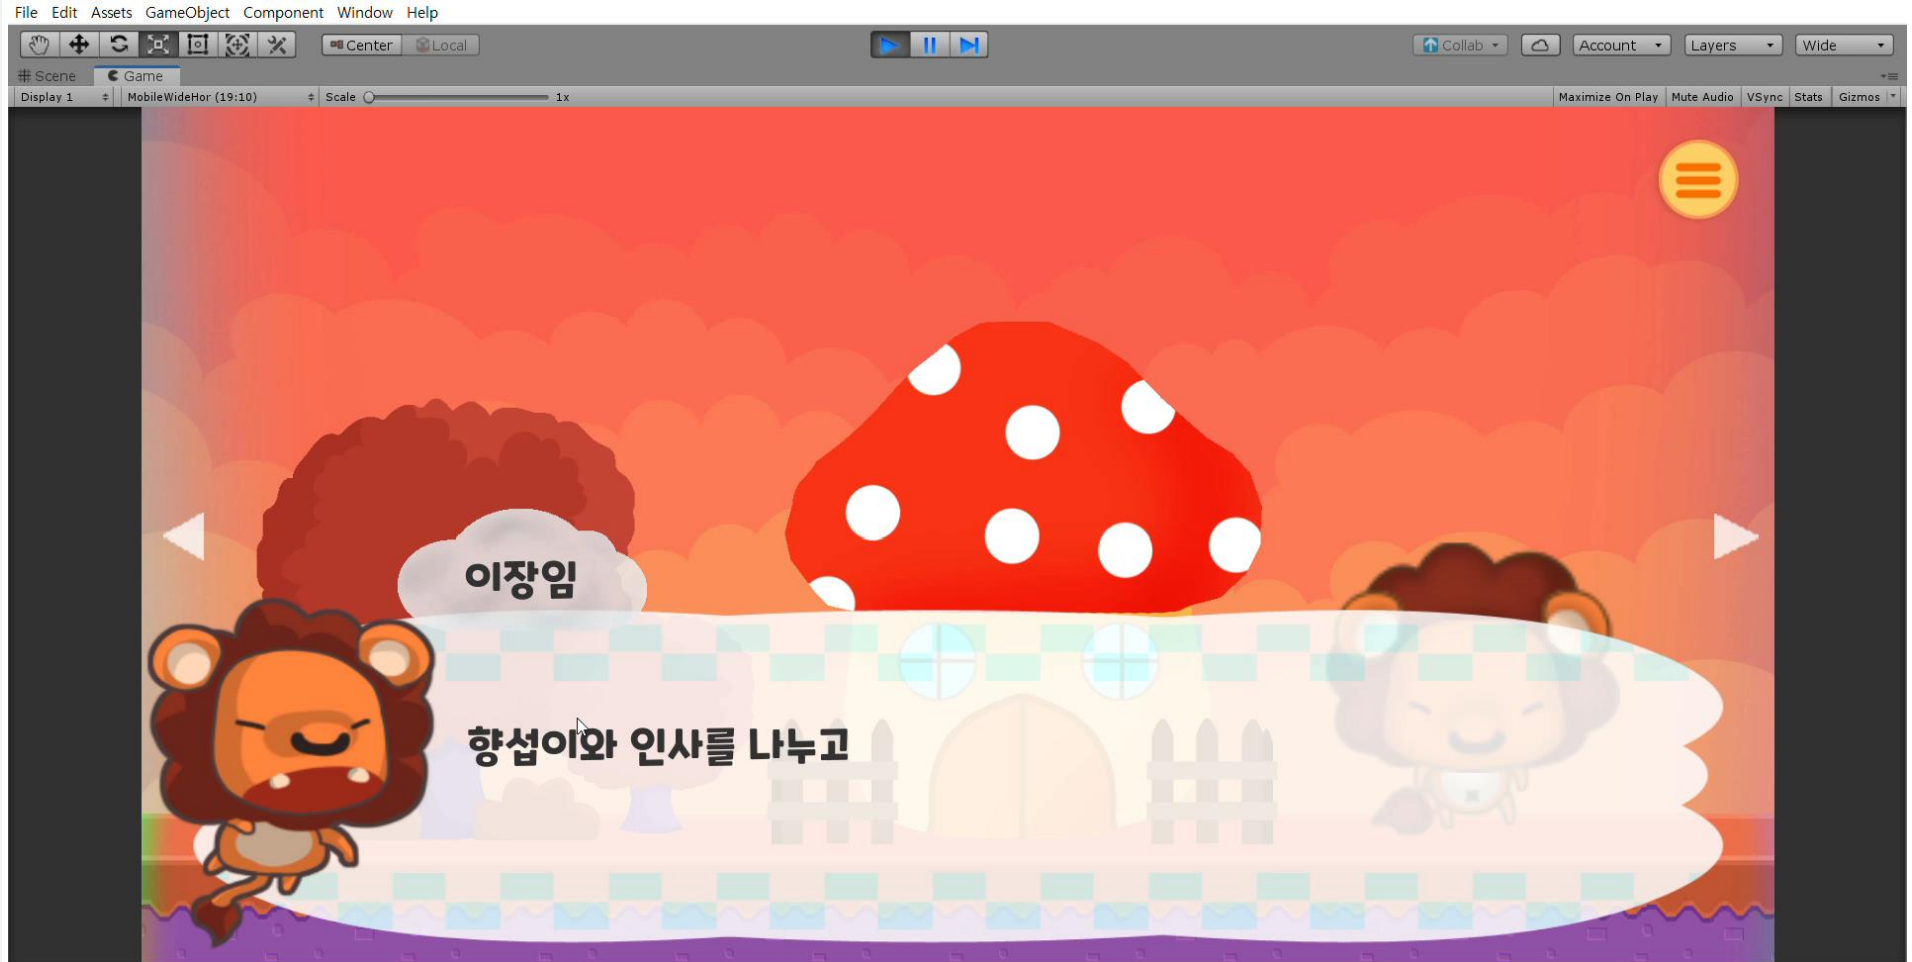 File Edit Assets GameObject Component Window Help
Center Local
Collab Account Layers Wide
Scene Game
Display 1 MobileWideHor (19:10) Scale 1x Maximize On Play Mute Audio VSync Stats Gizmos
이장임
향섭이와 인사를 나누고